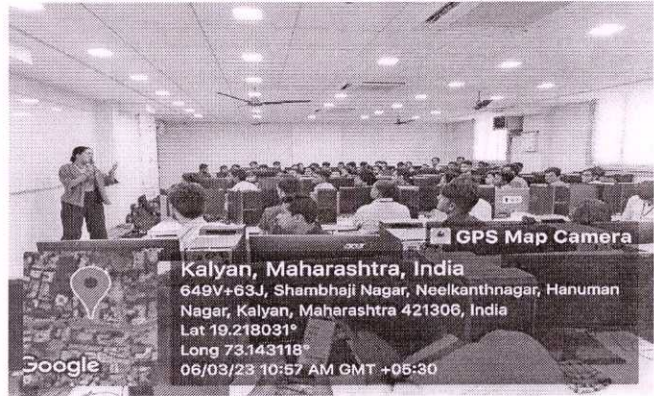 acer
GPS Map Camera
Kalyan, Maharashtra, India
649V+63J, Shambhaji Nagar, Neelkanthnagar, Hanuman
Nagar, Kalyan, Maharashtra 421306, India
Lat 19.218031°
Long 73.143118°
06/03/23 10:57 AM GMT +05:30
Google